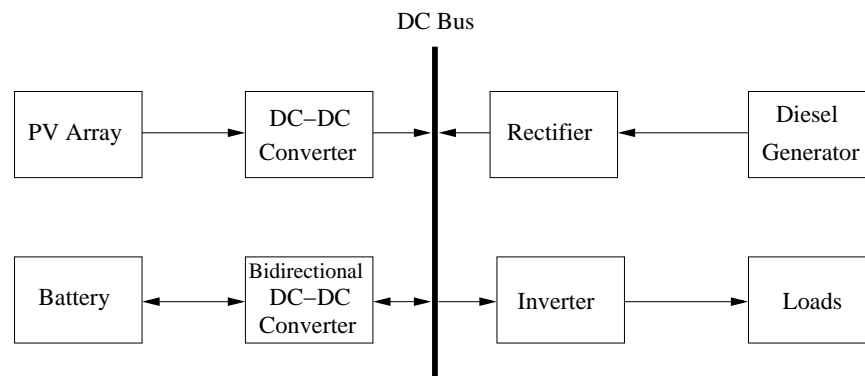 DC Bus
PV Array
DC−DC
Converter
Rectifier
Diesel
Generator
Battery
Bidirectional
DC−DC
Converter
Inverter
Loads